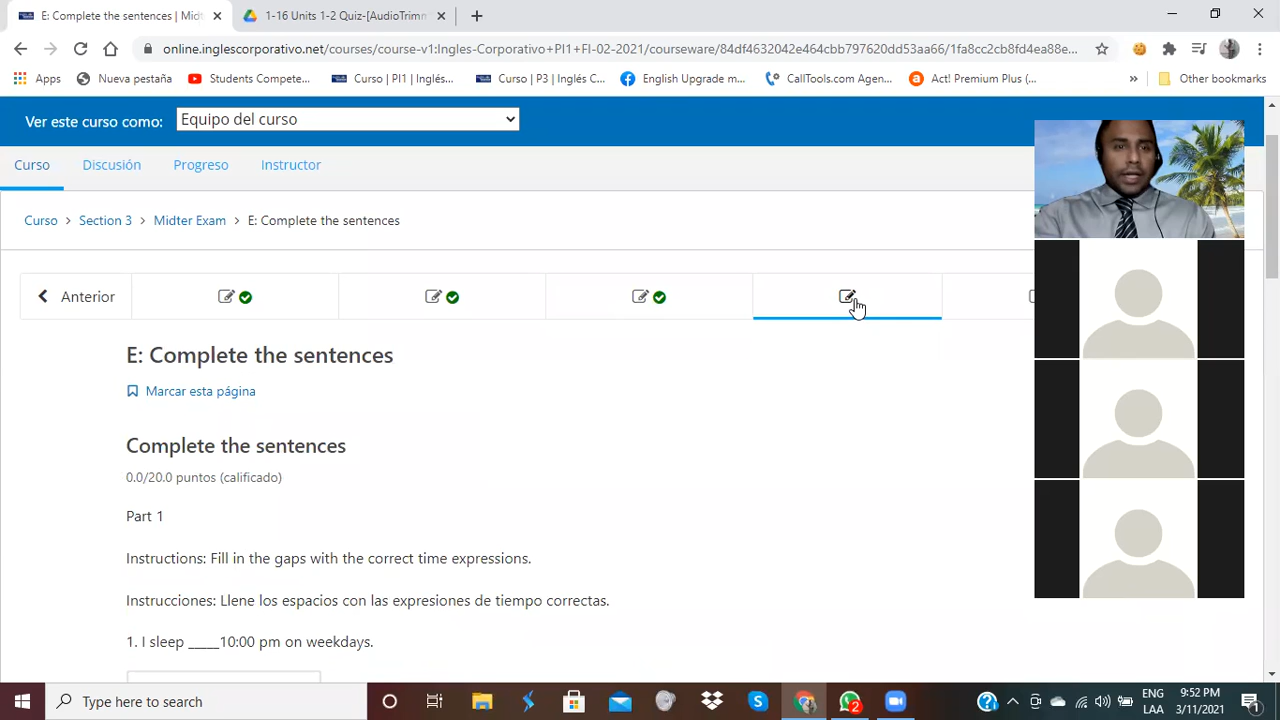 E: Complete the sentences | Midt
1-16 Units 1-2 Quiz-[AudioTrimm
online.inglescorporativo.net/courses/course-v1:Ingles-Corporativo+PI1+FI-02-2021/courseware/84df4632042e464cbb797620dd53aa66/1fa8cc2cb8fd4ea88e...
Apps
Nueva pestaña
Students Compete...
Curso | PI1 | Inglés...
Curso | P3 | Inglés C...
English Upgrade m...
CallTools.com Agen...
Act! Premium Plus (...
»
Other bookmarks
Ver este curso como:
Equipo del curso
Curso
Discusión
Progreso
Instructor
Curso > Section 3 > Midter Exam > E: Complete the sentences
Anterior
E: Complete the sentences
Marcar esta página
Complete the sentences
0.0/20.0 puntos (calificado)
Part 1
Instructions: Fill in the gaps with the correct time expressions.
Instrucciones: Llene los espacios con las expresiones de tiempo correctas.
1. I sleep _____10:00 pm on weekdays.
Type here to search
2
ENG
LAA
9:52 PM
3/11/2021
1